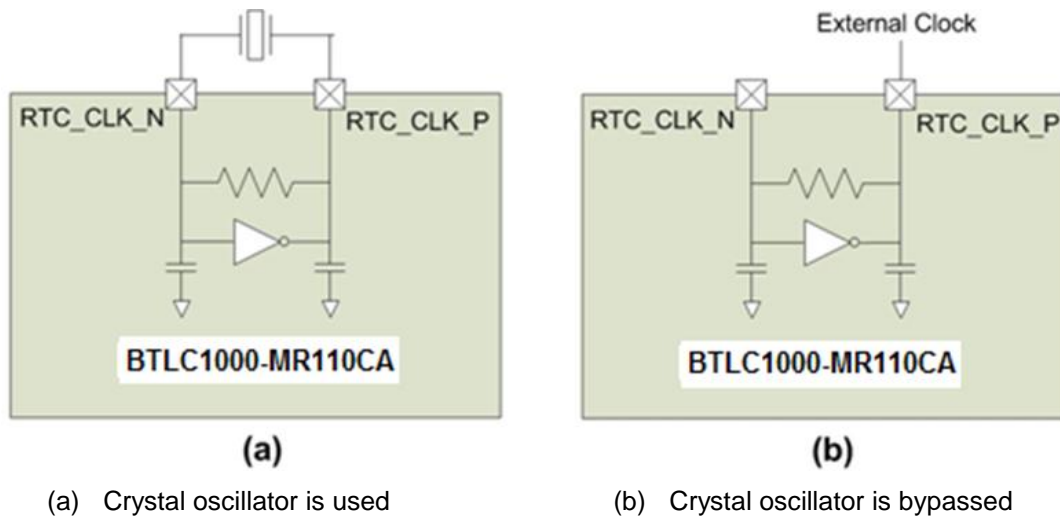 External Clock
RTC_CLK_N
RTC_CLK_P
RTC_CLK_N
RTC_CLK_P
BTLC1000-MR110CA
BTLC1000-MR110CA
(a)
(b)
(a) Crystal oscillator is used
(b) Crystal oscillator is bypassed